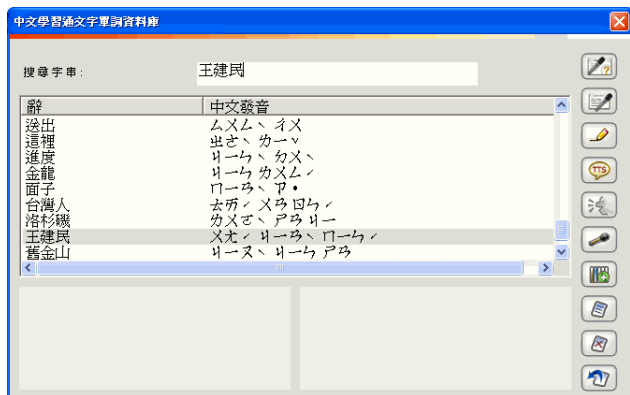 中文學習通文字單詞資料庫
搜尋字串: 王建民
辭 中文發音
送出 ㄙㄨㄥˋ ㄔㄨ
這裡 ㄓㄜˋ ㄌㄧˇ
進度 ㄐㄧㄣˋ ㄉㄨˋ
金龍 ㄐㄧㄣ ㄌㄨㄥˊ
面子 ㄇㄧㄢˋ ㄗ˙
台灣人 ㄊㄞˊ ㄨㄢ ㄖㄣˊ
洛杉磯 ㄌㄨㄛˋ ㄕㄢ ㄐㄧ
王建民 ㄨㄤˊ ㄐㄧㄢˋ ㄇㄧㄣˊ
舊金山 ㄐㄧㄡˋ ㄐㄧㄣ ㄕㄢ
TTS